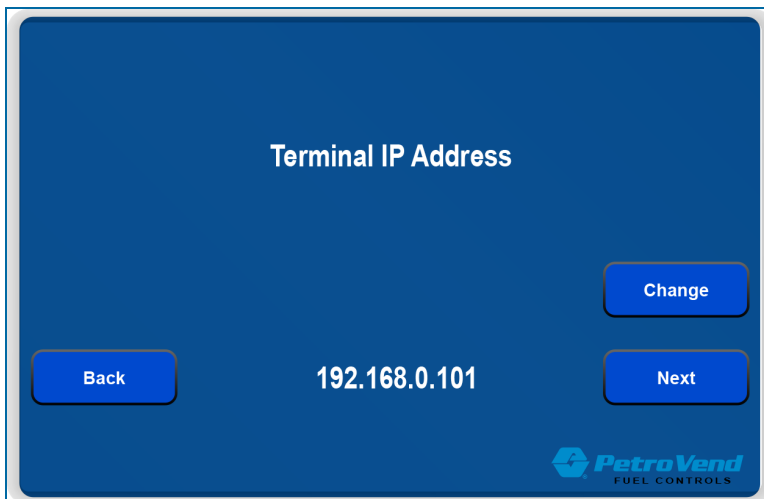 Terminal IP Address
Change
Back
192.168.0.101
Next
PetroVend
FUEL CONTROLS